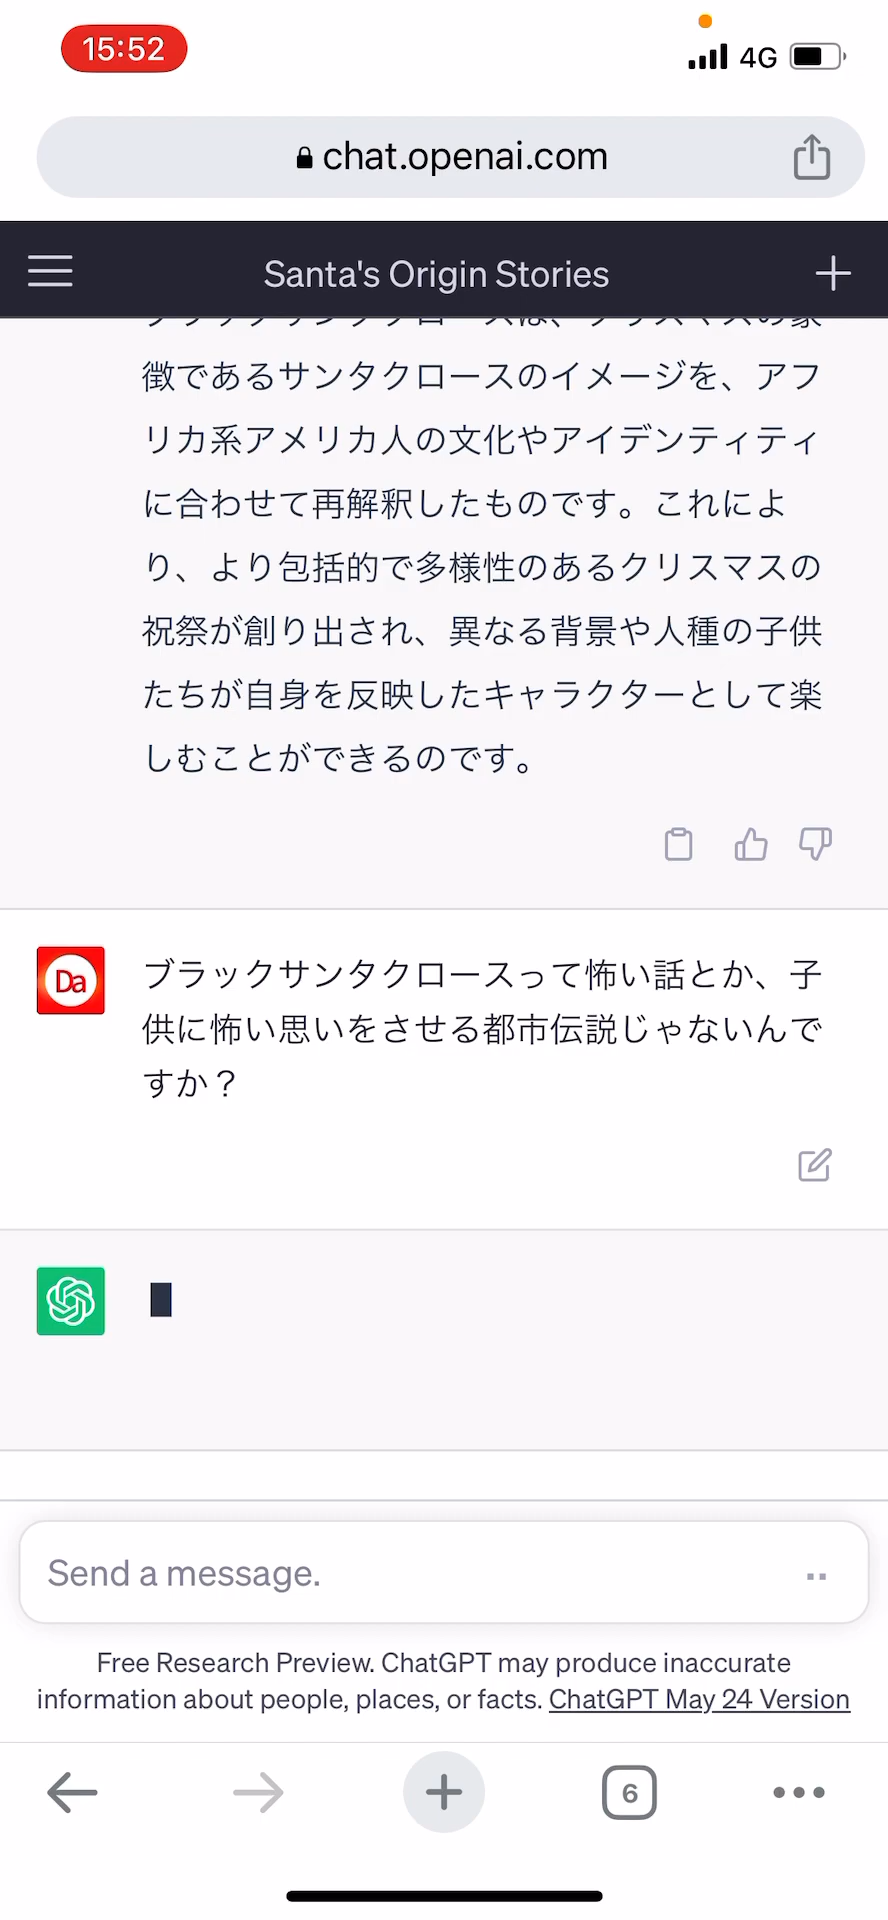 15:52
4G
chat.openai.com
Santa's Origin Stories
徴であるサンタクロースのイメージを、アフ
リカ系アメリカ人の文化やアイデンティティ
に合わせて再解釈したものです。これによ
り、より包括的で多様性のあるクリスマスの
祝祭が創り出され、異なる背景や人種の子供
たちが自身を反映したキャラクターとして楽
しむことができるのです。
Da
ブラックサンタクロースって怖い話とか、子
供に怖い思いをさせる都市伝説じゃないんで
すか？
Send a message.
Free Research Preview. ChatGPT may produce inaccurate
information about people, places, or facts. ChatGPT May 24 Version
6